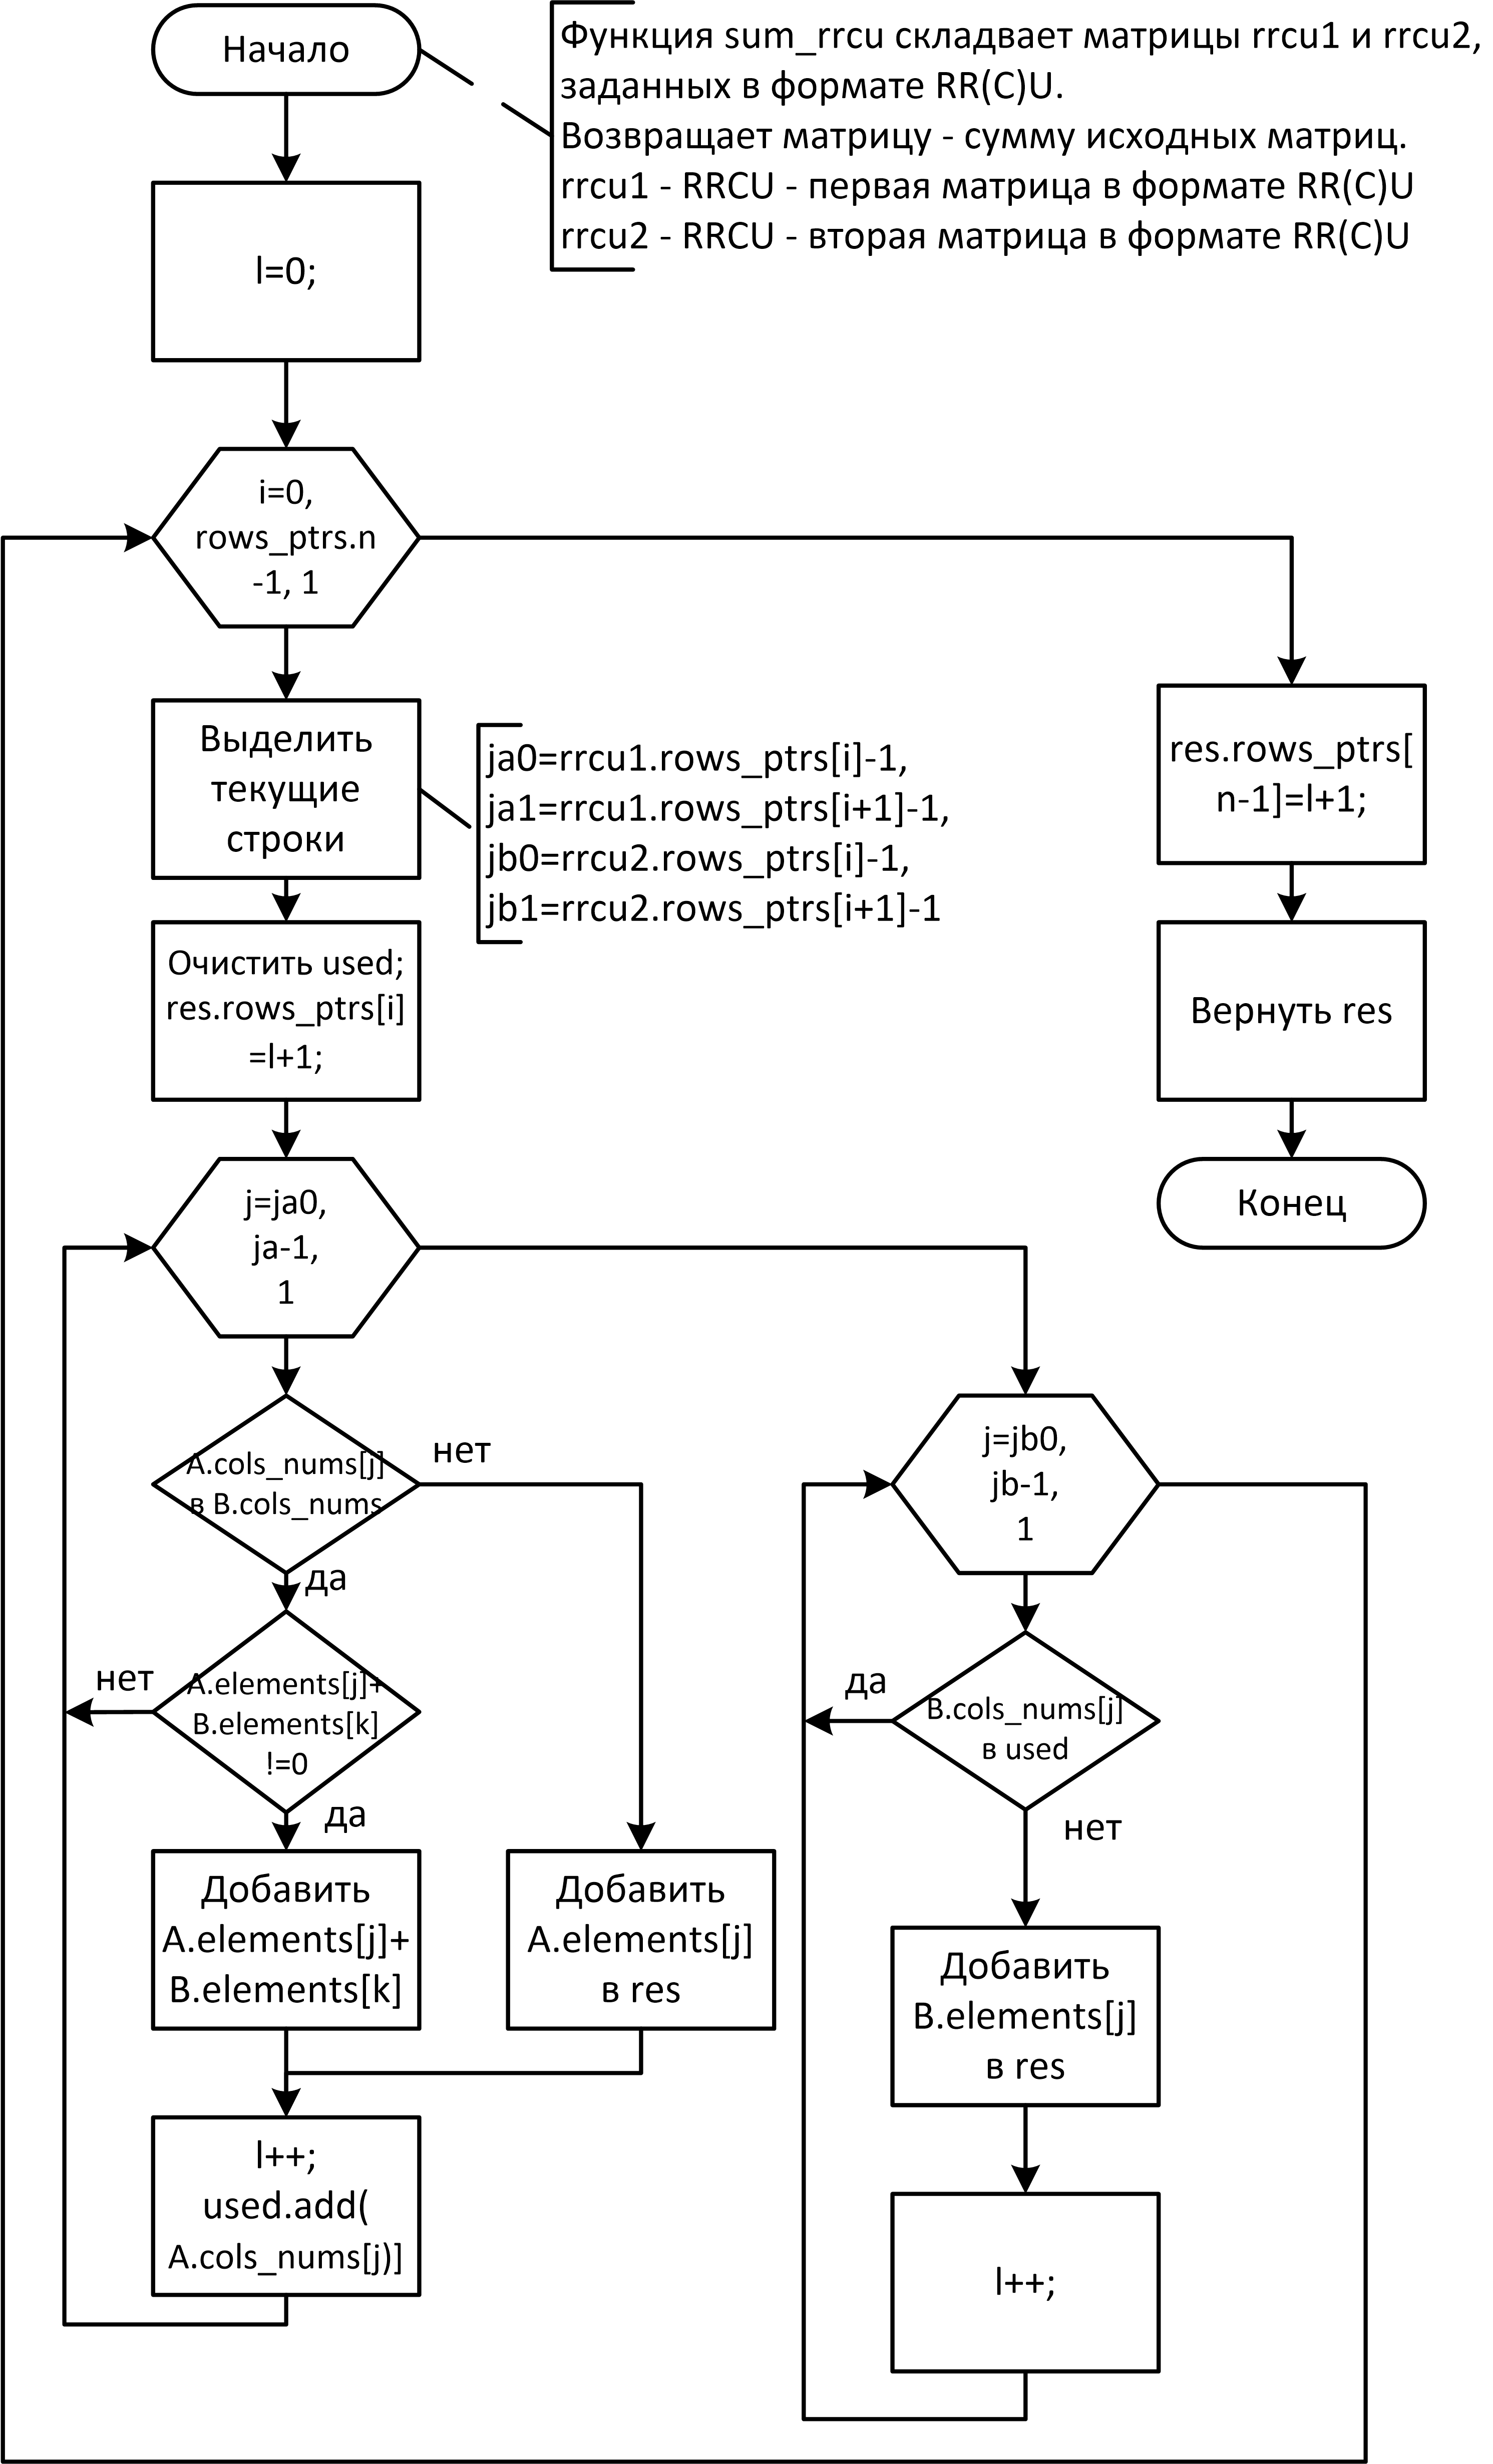 Начало
Функция sum_rrcu складвает матрицы rrcu1 и rrcu2,
заданных в формате RR(C)U.
Возвращает матрицу - сумму исходных матриц.
rrcu1 - RRCU - первая матрица в формате RR(C)U
rrcu2 - RRCU - вторая матрица в формате RR(C)U
l=0;
i=0,
rows_ptrs.n
-1, 1
Выделить
текущие
строки
ja0=rrcu1.rows_ptrs[i]-1,
ja1=rrcu1.rows_ptrs[i+1]-1,
jb0=rrcu2.rows_ptrs[i]-1,
jb1=rrcu2.rows_ptrs[i+1]-1
res.rows_ptrs[
n-1]=l+1;
Очистить used;
res.rows_ptrs[i]
=l+1;
Вернуть res
Конец
j=ja0,
ja-1,
1
A.cols_nums[j]
в B.cols_nums
нет
да
A.elements[j]+
B.elements[k]
!=0
нет
да
Добавить
A.elements[j]+
B.elements[k]
Добавить
A.elements[j]
в res
l++;
used.add(
A.cols_nums[j)]
j=jb0,
jb-1,
1
B.cols_nums[j]
в used
да
нет
Добавить
B.elements[j]
в res
l++;